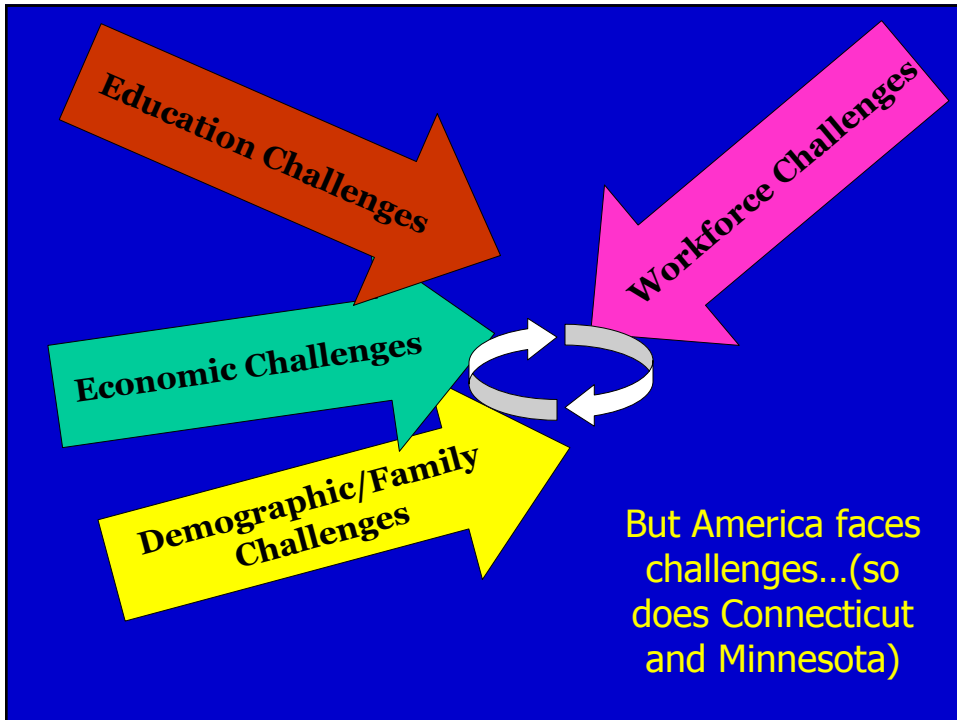 Education Challenges
Workforce Challenges
Economic Challenges
Demographic/Family
Challenges
But America faces
challenges…(so
does Connecticut
and Minnesota)